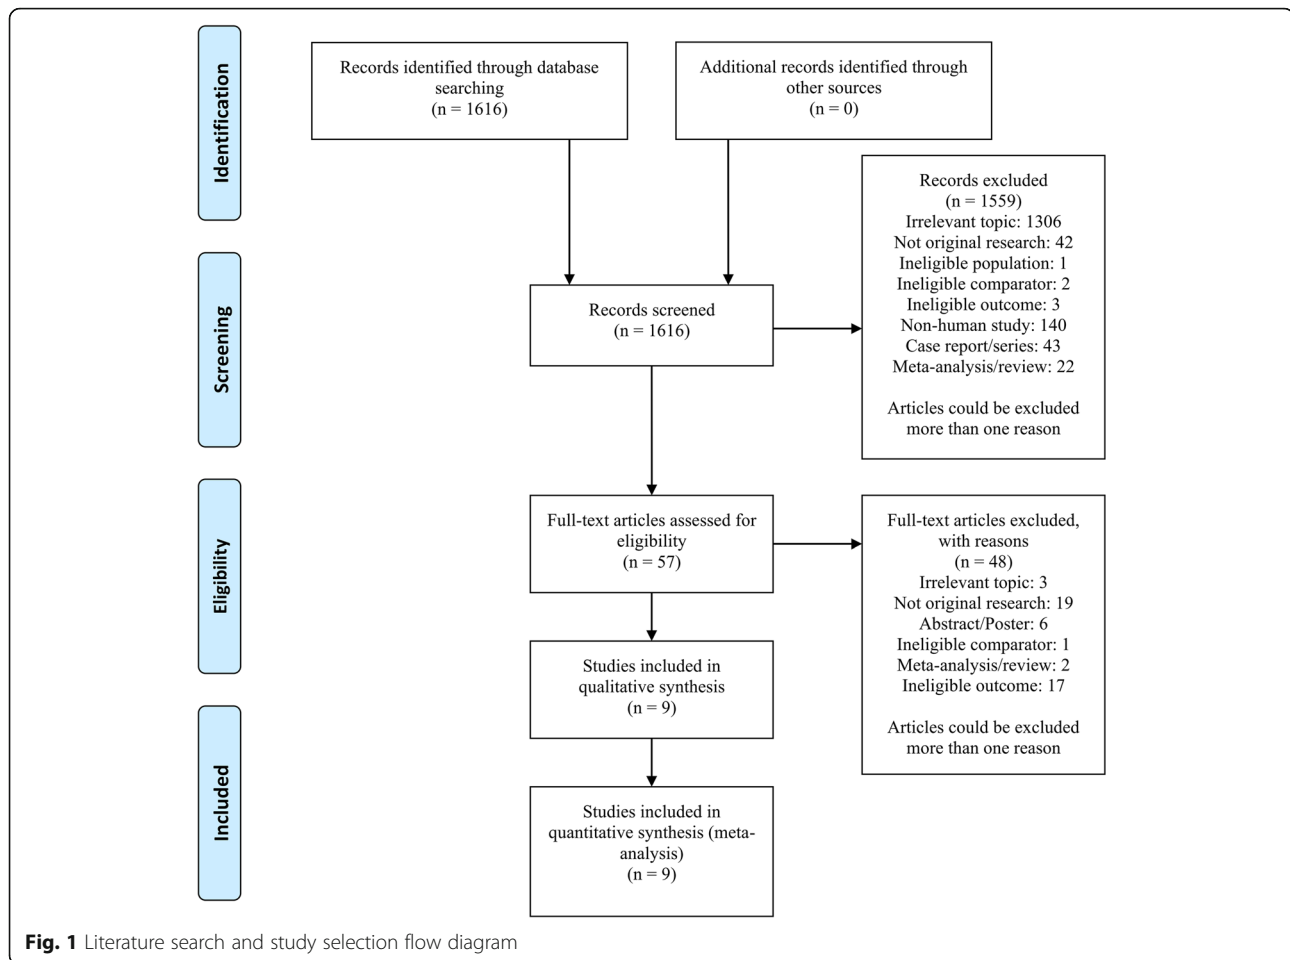 Identification
Records identified through database
searching
(n = 1616)
Additional records identified through
other sources
(n = 0)
Records excluded
(n = 1559)
Irrelevant topic: 1306
Not original research: 42
Ineligible population: 1
Ineligible comparator: 2
Ineligible outcome: 3
Non-human study: 140
Case report/series: 43
Meta-analysis/review: 22
Articles could be excluded
more than one reason
Screening
Records screened
(n = 1616)
Eligibility
Full-text articles assessed for
eligibility
(n = 57)
Full-text articles excluded,
with reasons
(n = 48)
Irrelevant topic: 3
Not original research: 19
Abstract/Poster: 6
Ineligible comparator: 1
Meta-analysis/review: 2
Ineligible outcome: 17
Articles could be excluded
more than one reason
Studies included in
qualitative synthesis
(n = 9)
Included
Studies included in
quantitative synthesis (meta-
analysis)
(n = 9)
Fig. 1 Literature search and study selection flow diagram